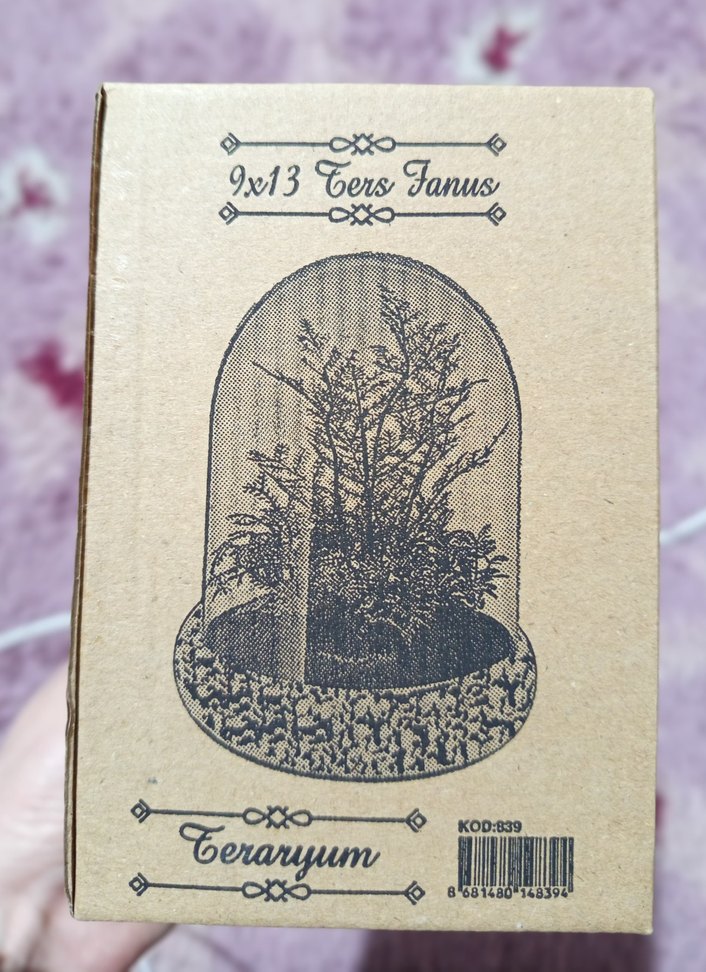 9x13 Ters Fanus
Teraryum
KOD:839
8 681480 148394